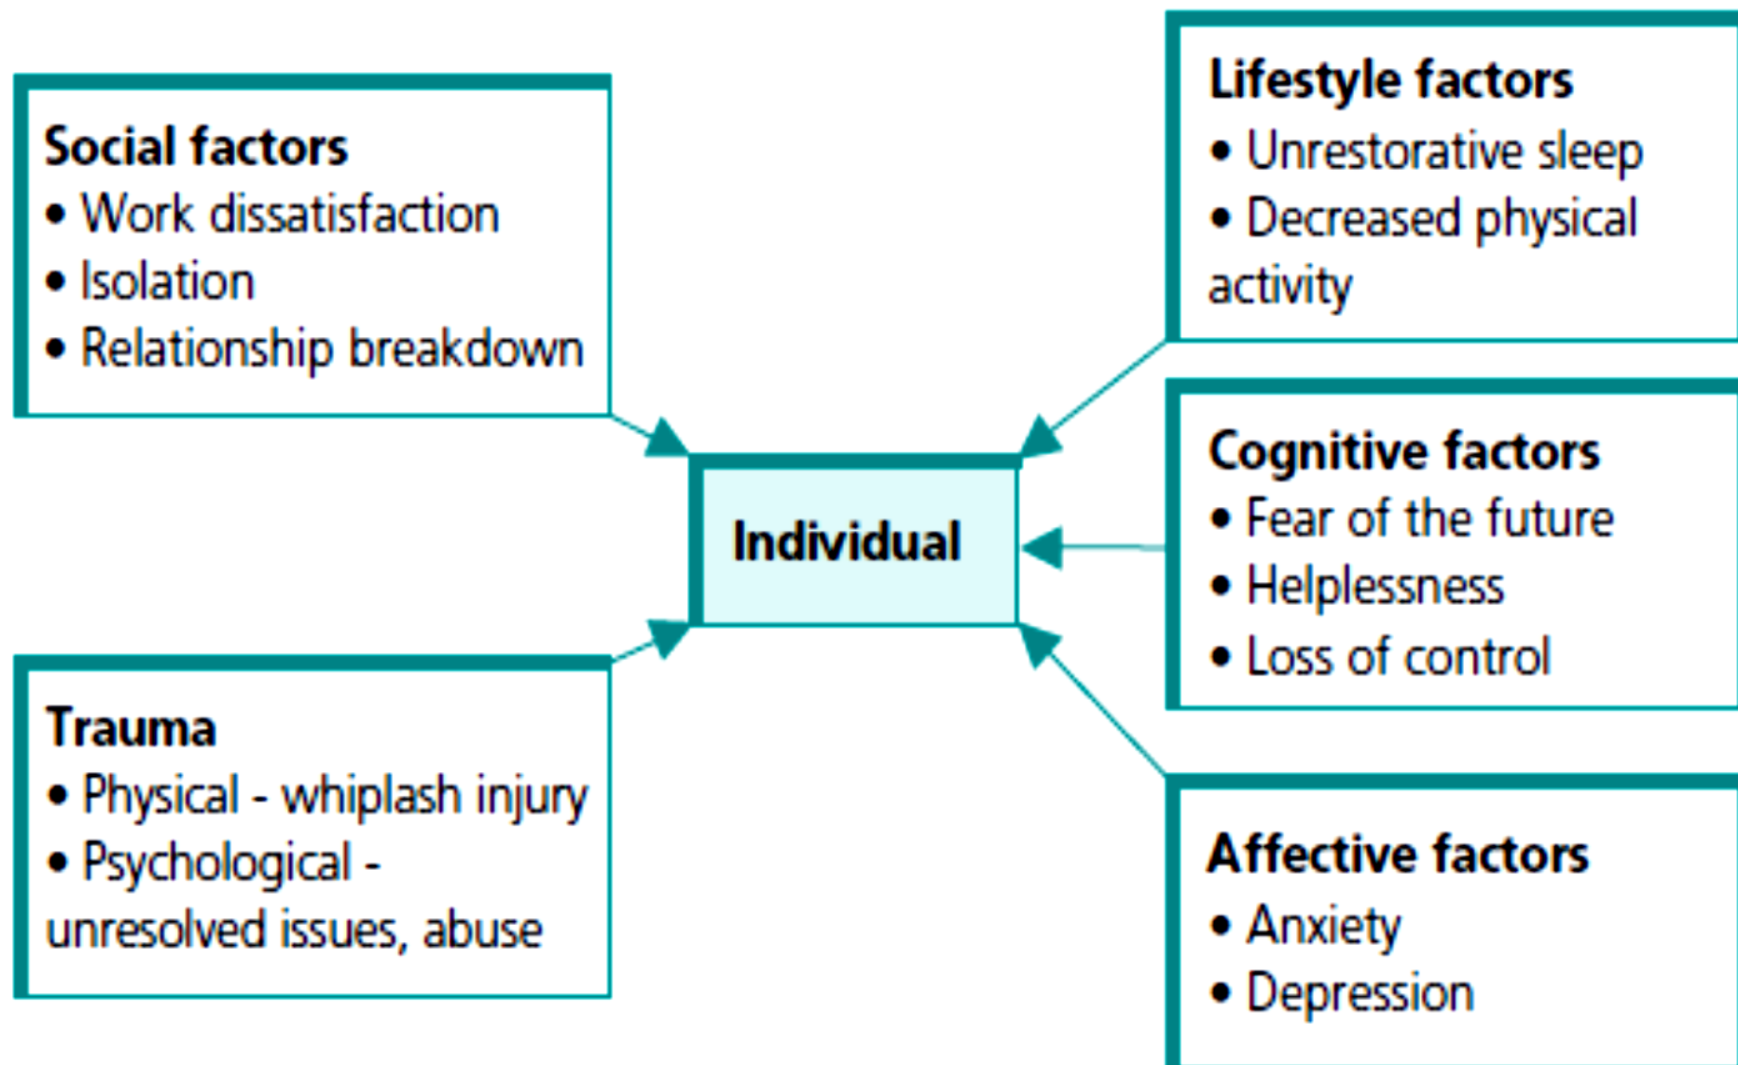 Social factors
• Work dissatisfaction
• Isolation
• Relationship breakdown
Trauma
• Physical - whiplash injury
• Psychological -
unresolved issues, abuse
Individual
Lifestyle factors
• Unrestorative sleep
• Decreased physical
activity
Cognitive factors
• Fear of the future
• Helplessness
• Loss of control
Affective factors
• Anxiety
• Depression